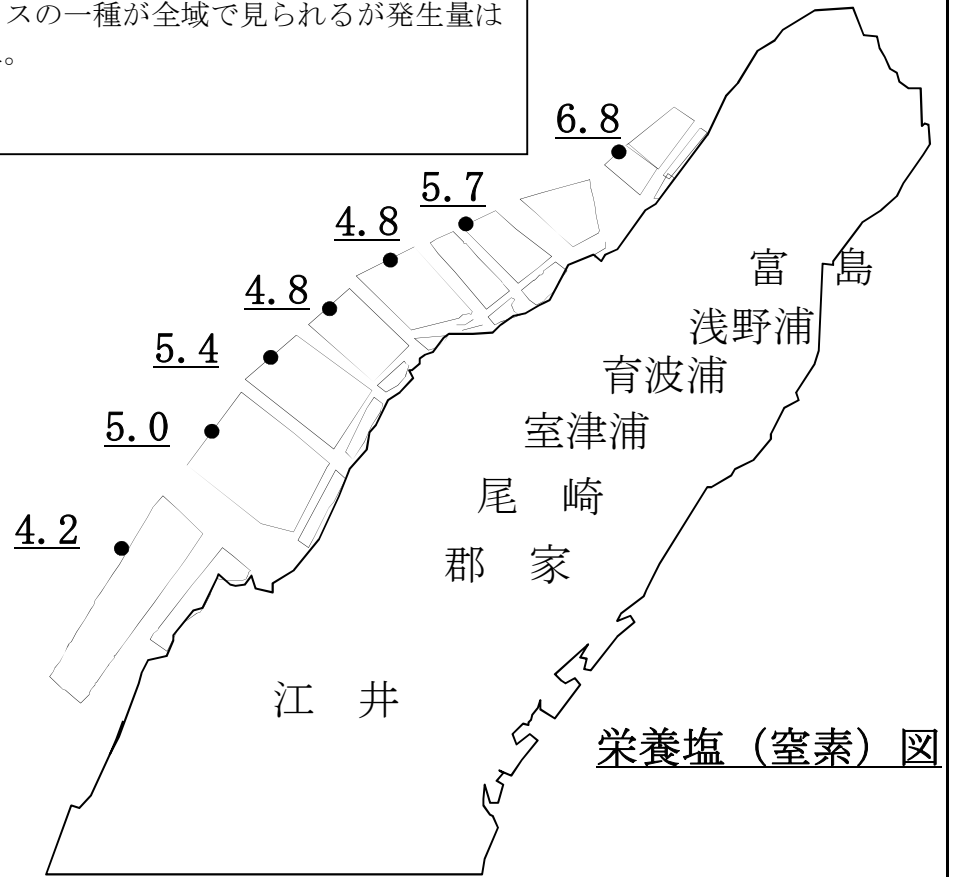 スの一種が全域で見られるが発生量は
。
6.8
5.7
4.8
4.8
5.4
5.0
4.2
富 島
浅野浦
育波浦
室津浦
尾 崎
郡 家
江 井
栄養塩(窒素)図